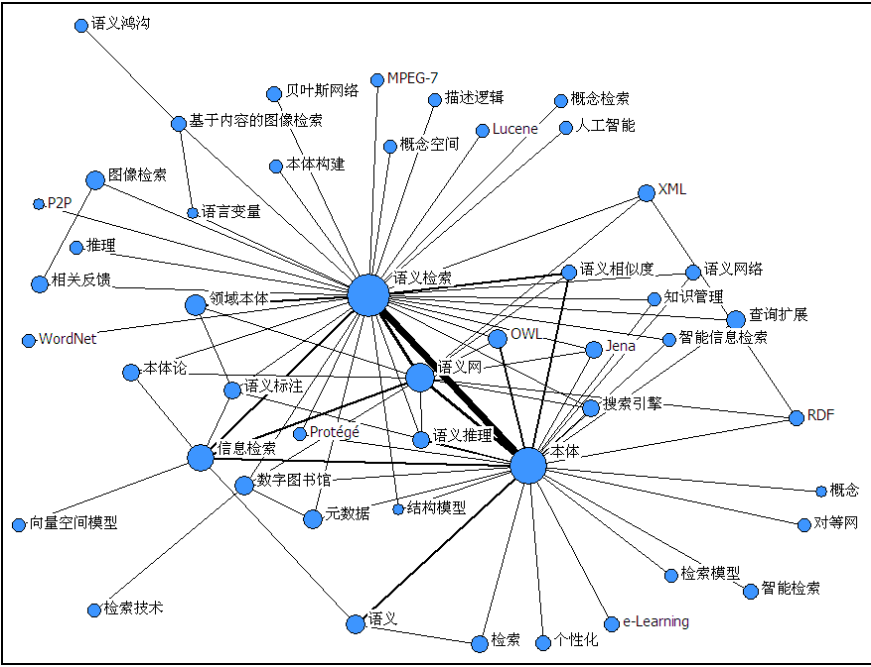 语义鸿沟
MPEG-7
贝叶斯网络
描述逻辑
概念检索
基于内容的图像检索
Lucene
人工智能
概念空间
本体构建
图像检索
XML
P2P
语言变量
推理
语义检索
语义相似度
语义网络
相关反馈
领域本体
知识管理
查询扩展
WordNet
OWL
智能信息检索
Jena
本体论
语义网
语义标注
搜索引擎
RDF
Protégé
语义推理
信息检索
本体
数字图书馆
概念
元数据
结构模型
向量空间模型
对等网
检索模型
智能检索
检索技术
语义
e-Learning
检索
个性化